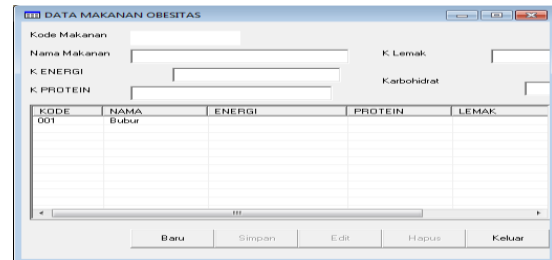 DATA MAKANAN OBESITAS
Kode Makanan
Nama Makanan
K Lemak
K ENERGI
Karbohidrat
K PROTEIN
KODE NAMA ENERGI PROTEIN LEMAK
001 Bubur
Baru Simpan Edit Hapus Keluar